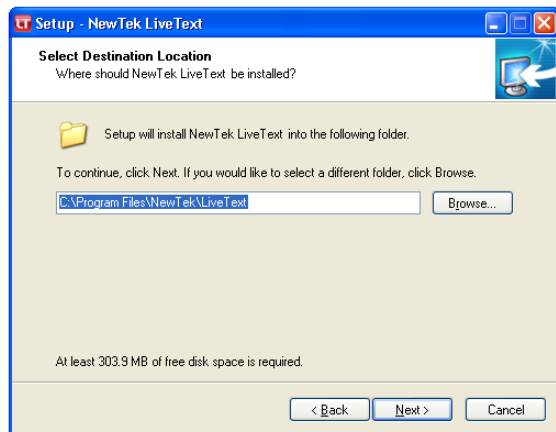 LT Setup - NewTek LiveText
Select Destination Location
Where should NewTek LiveText be installed?
Setup will install NewTek LiveText into the following folder.
To continue, click Next. If you would like to select a different folder, click Browse.
C:\Program Files\NewTek\LiveText
Browse...
At least 303.9 MB of free disk space is required.
< Back
Next >
Cancel